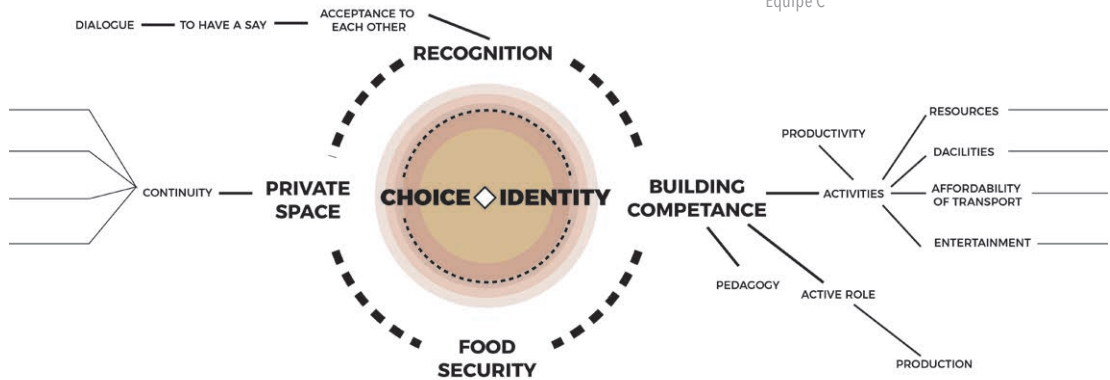 Equipe C
ACCEPTANCE TO
EACH OTHER
DIALOGUE
TO HAVE A SAY
RECOGNITION
RESOURCES
PRODUCTIVITY
DACILITIES
CONTINUITY
PRIVATE
SPACE
CHOICE
IDENTITY
BUILDING
COMPETANCE
ACTIVITIES
AFFORDABILITY
OF TRANSPORT
ENTERTAINMENT
PEDAGOGY
ACTIVE ROLE
FOOD
SECURITY
PRODUCTION